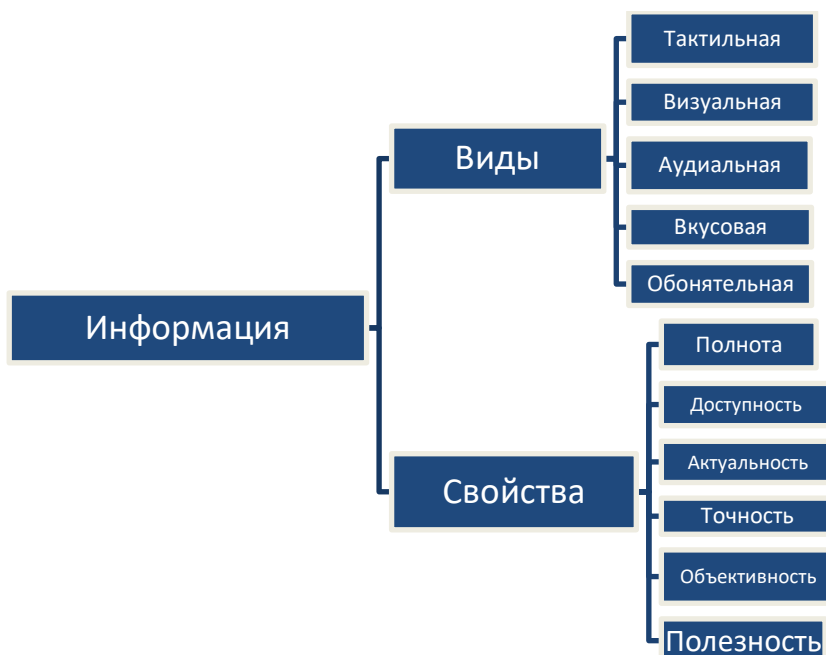 Информация
Виды
Тактильная
Визуальная
Аудиальная
Вкусовая
Обонятельная
Свойства
Полнота
Доступность
Актуальность
Точность
Объективность
Полезность